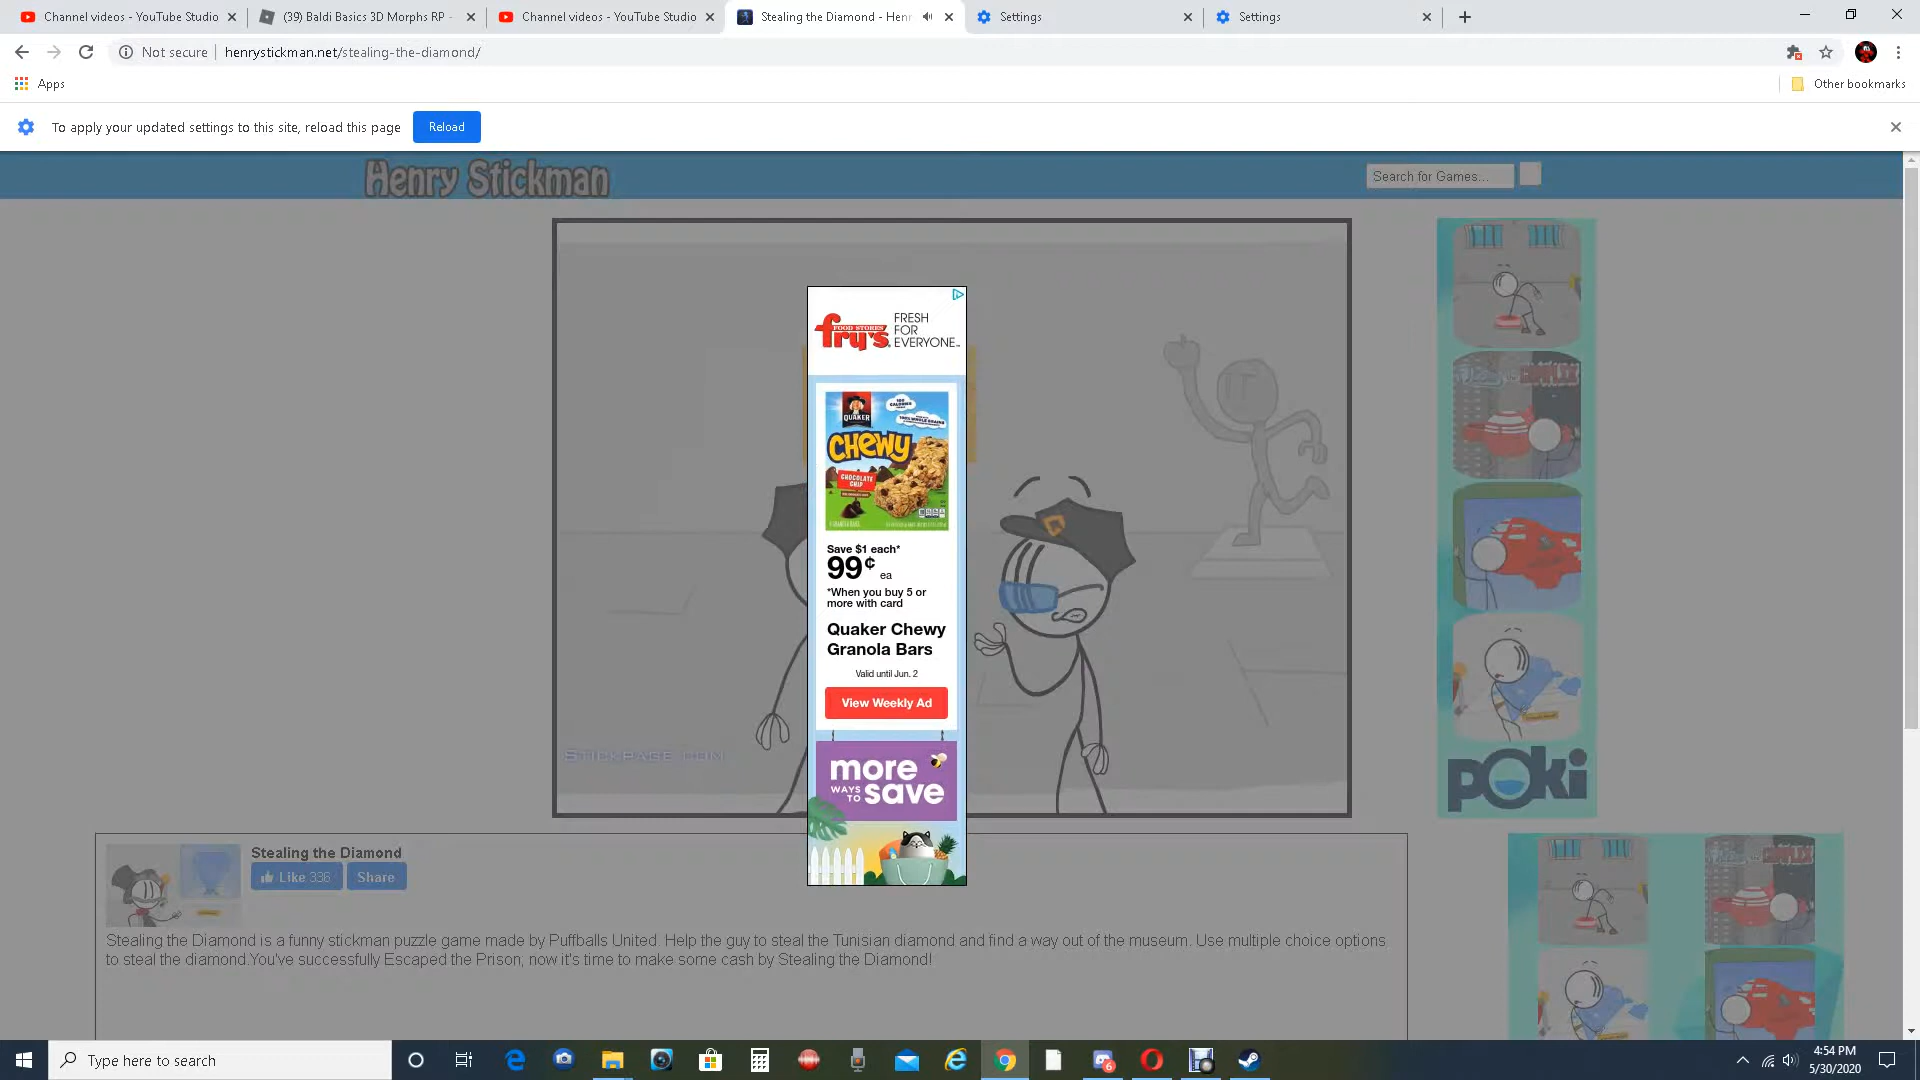 Channel videos - YouTube Studio
(39) Baldi Basics 3D Morphs RP -
Channel videos - YouTube Studio
Stealing the Diamond - Henr
Settings
Settings
Not secure
henrystickman.net/stealing-the-diamond/
Apps
Other bookmarks
To apply your updated settings to this site, reload this page
Reload
Henry Stickman
Search for Games...
fry's
FOOD STORES
FRESH
FOR
EVERYONE™
QUAKER
CHEWY
CHOCOLATE
CHIP
Save $1 each*
99¢ ea
*When you buy 5 or
more with card
Quaker Chewy
Granola Bars
Valid until Jun. 2
View Weekly Ad
more
WAYS TO save
STICKPAGE.COM
POKI
Stealing the Diamond
Like 336
Share
Stealing the Diamond is a funny stickman puzzle game made by Puffballs United. Help the guy to steal the Tunisian diamond and find a way out of the museum. Use multiple choice options
to steal the diamond.You've successfully Escaped the Prison, now it's time to make some cash by Stealing the Diamond!
Type here to search
6
4:54 PM
5/30/2020